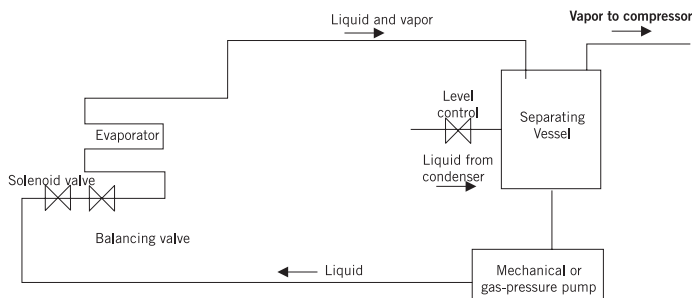 Liquid and vapor
Vapor to compressor
Level
control
Separating
Vessel
Evaporator
Liquid from
condenser
Solenoid valve
Balancing valve
Liquid
Mechanical or
gas-pressure pump